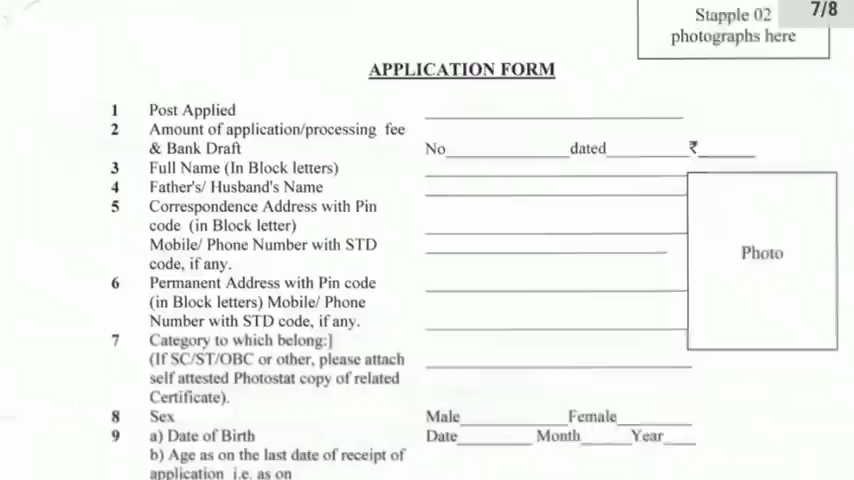 7/8
Stapple 02
photographs here
APPLICATION FORM
1 Post Applied
2 Amount of application/processing fee
& Bank Draft No dated ₹
3 Full Name (In Block letters)
4 Father's/ Husband's Name
5 Correspondence Address with Pin
code (in Block letter)
Mobile/ Phone Number with STD
code, if any.
Photo
6 Permanent Address with Pin code
(in Block letters) Mobile/ Phone
Number with STD code, if any.
7 Category to which belong:]
(If SC/ST/OBC or other, please attach
self attested Photostat copy of related
Certificate).
8 Sex Male Female
9 a) Date of Birth Date Month Year
b) Age as on the last date of receipt of
application i.e. as on